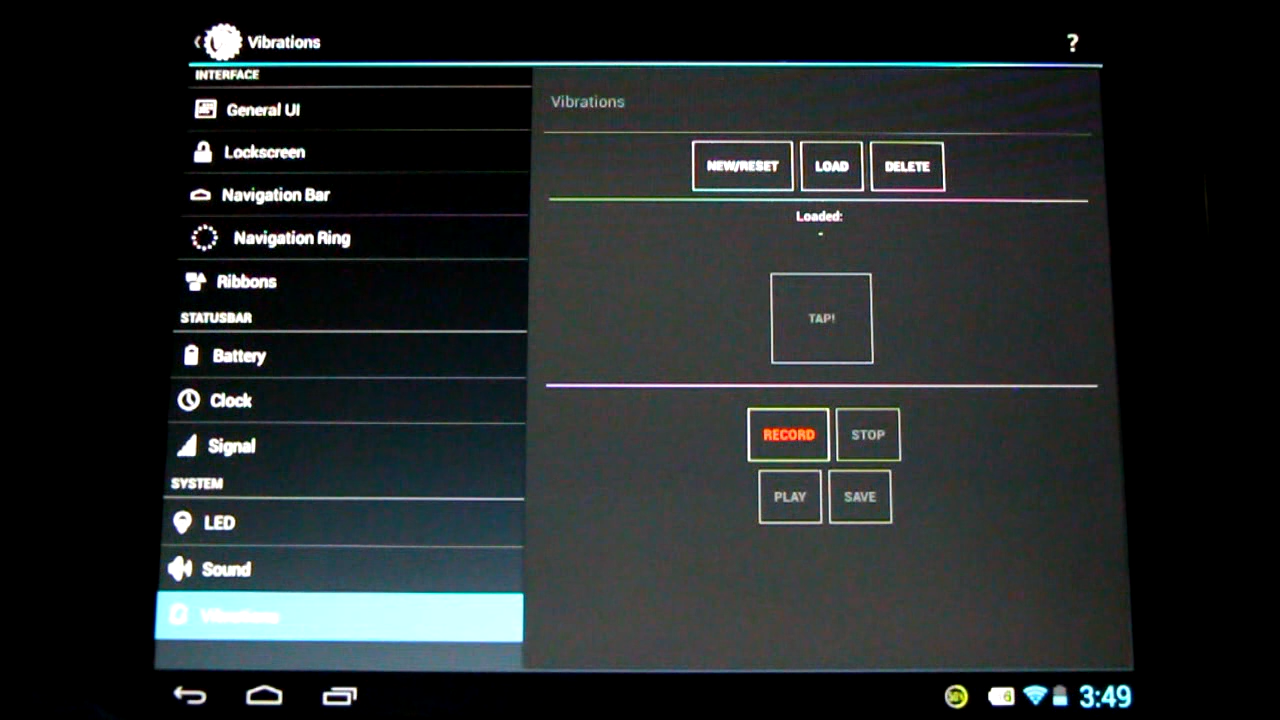 Vibrations
?
INTERFACE
General UI
Lockscreen
Navigation Bar
Navigation Ring
Ribbons
STATUSBAR
Battery
Clock
Signal
SYSTEM
LED
Sound
Vibrations
Vibrations
NEW/RESET LOAD DELETE
Loaded:
-
TAP!
RECORD STOP
PLAY SAVE
3:49